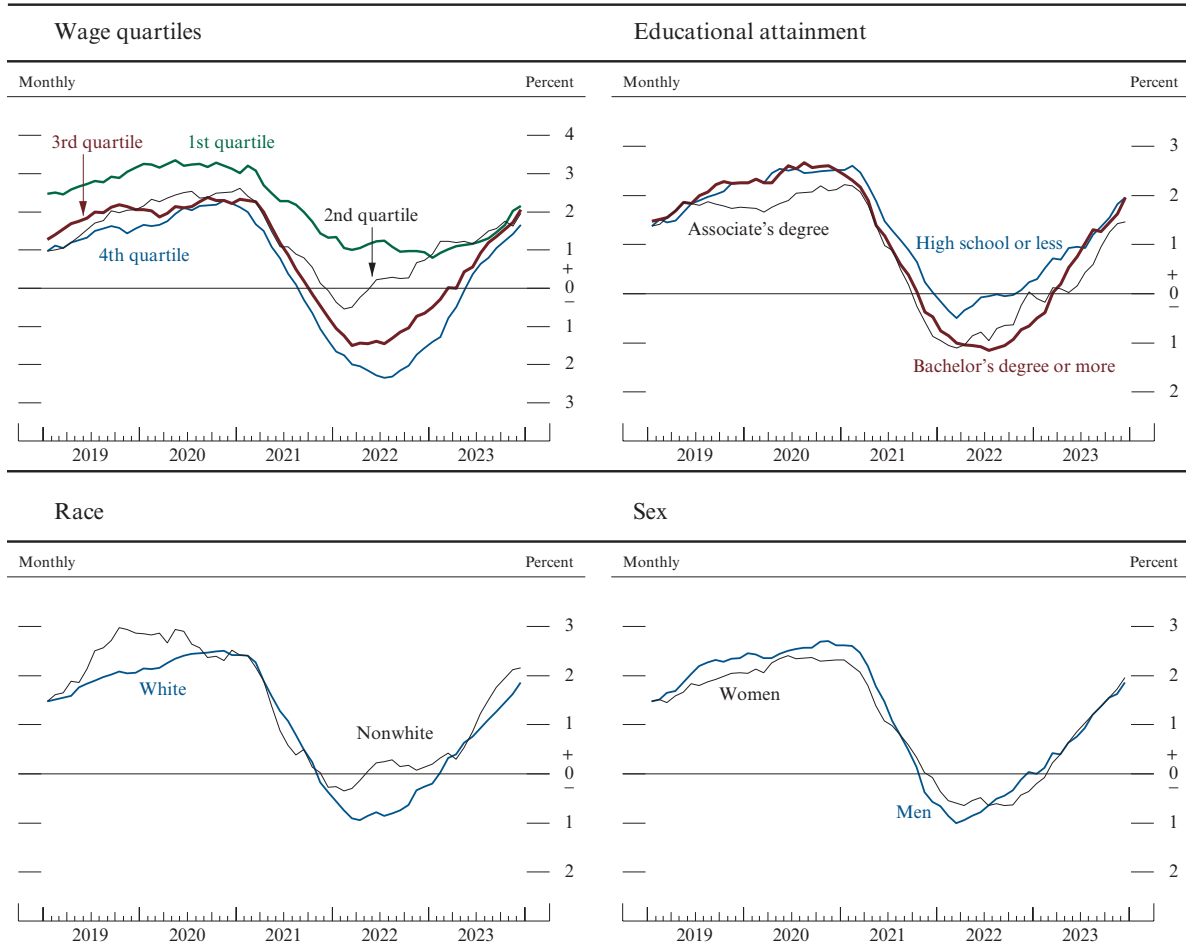 Wage quartiles
Monthly Percent
3rd quartile
1st quartile
2nd quartile
4th quartile
4
3
2
1
+
0
−
1
2
3
2019 2020 2021 2022 2023
Educational attainment
Monthly Percent
Associate's degree
High school or less
Bachelor's degree or more
3
2
1
+
0
−
1
2
2019 2020 2021 2022 2023
Race
Monthly Percent
White
Nonwhite
3
2
1
+
0
−
1
2
2019 2020 2021 2022 2023
Sex
Monthly Percent
Women
Men
3
2
1
+
0
−
1
2
2019 2020 2021 2022 2023